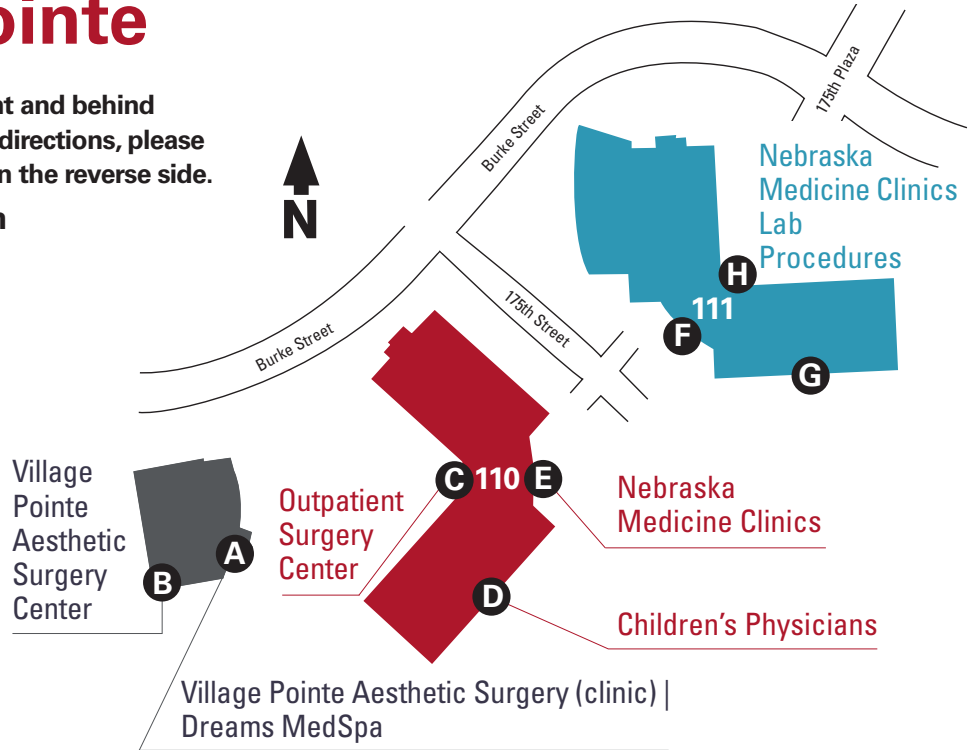 t and behind
directions, please
n the reverse side.
N
175th Plaza
Burke Street
Nebraska
Medicine Clinics
Lab
Procedures
H
111
F
G
175th Street
Burke Street
Village
Pointe
Aesthetic
Surgery
Center
A
B
Outpatient
Surgery
Center
C
110
E
Nebraska
Medicine Clinics
D
Children's Physicians
Village Pointe Aesthetic Surgery (clinic) |
Dreams MedSpa